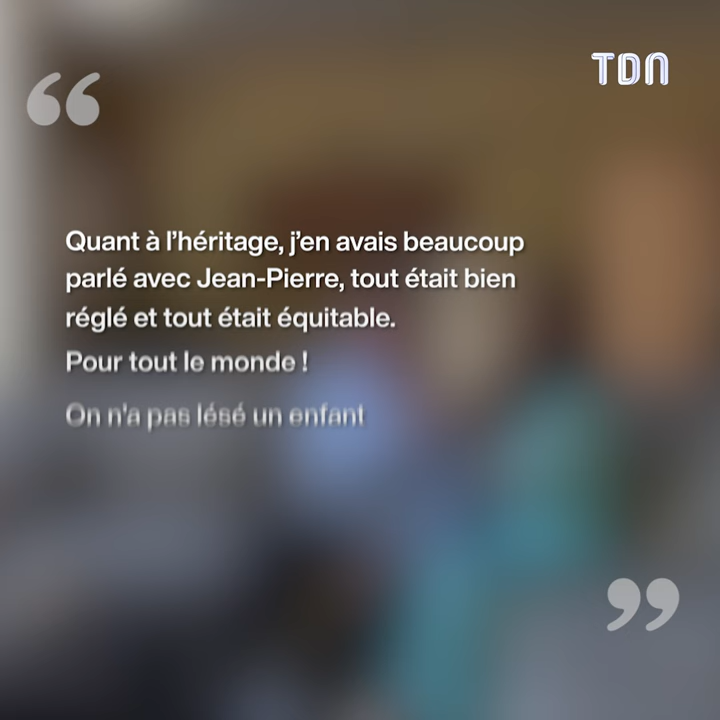 TDN
“
Quant à l’héritage, j’en avais beaucoup
parlé avec Jean-Pierre, tout était bien
réglé et tout était équitable.
Pour tout le monde !
On n'a pas lésé un enfant
”